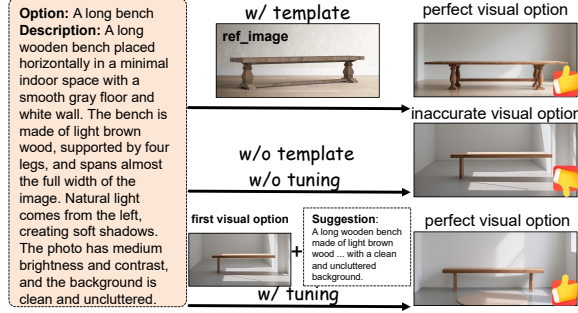 Option: A long bench
Description: A long
wooden bench placed
horizontally in a minimal
indoor space with a
smooth gray floor and
white wall. The bench is
made of light brown
wood, supported by four
legs, and spans almost
the full width of the
image. Natural light
comes from the left,
creating soft shadows.
The photo has medium
brightness and contrast,
and the background is
clean and uncluttered.
w/ template
ref_image
perfect visual option
w/o template
w/o tuning
inaccurate visual option
first visual option
+
Suggestion:
A long wooden bench
made of light brown
wood ... with a clean
and uncluttered
background.
w/ tuning
perfect visual option